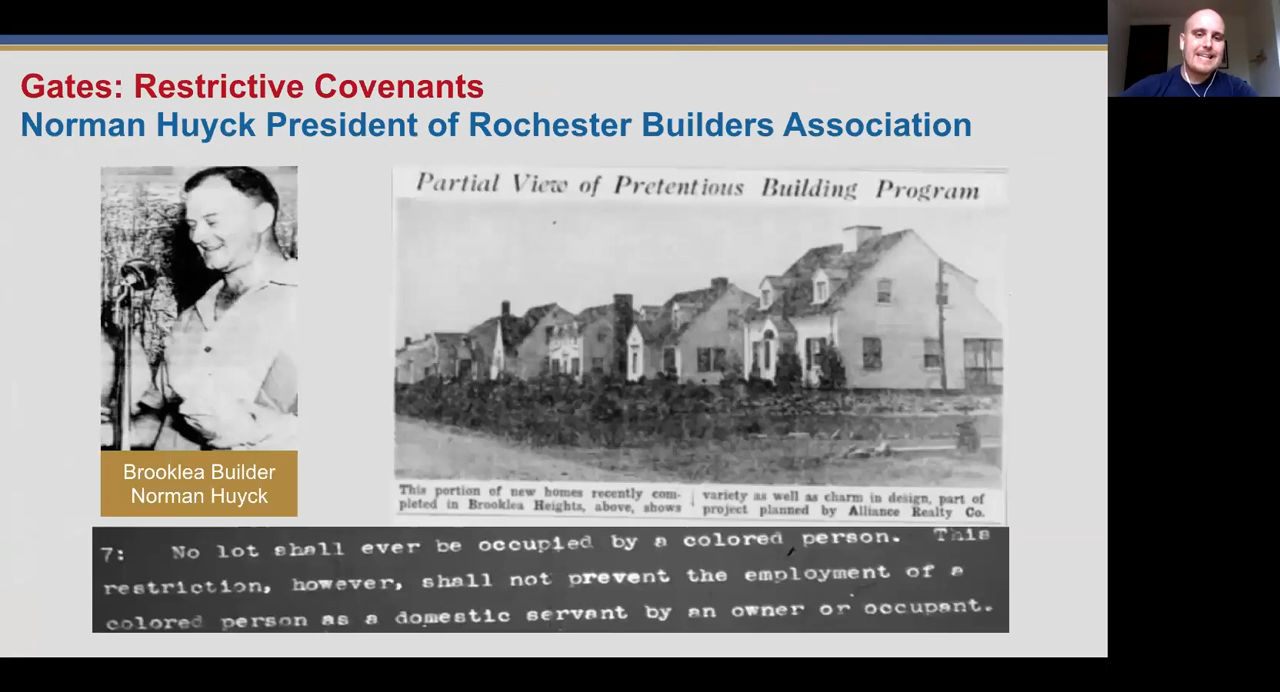 Gates: Restrictive Covenants
Norman Huyck President of Rochester Builders Association
Partial View of Pretentious Building Program
Brooklea Builder
Norman Huyck
This portion of new homes recently com-
pleted in Brooklea Heights, above, shows
variety as well as charm in design, part of
project planned by Alliance Realty Co.
7: No lot shall ever be occupied by a colored person. This
restriction, however, shall not prevent the employment of a
colored person as a domestic servant by an owner or occupant.